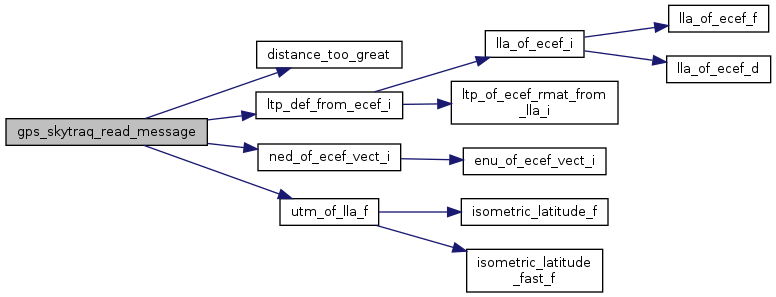 gps_skytraq_read_message
distance_too_great
ltp_def_from_ecef_i
ned_of_ecef_vect_i
utm_of_lla_f
lla_of_ecef_i
ltp_of_ecef_rmat_from
_lla_i
enu_of_ecef_vect_i
isometric_latitude_f
isometric_latitude
_fast_f
lla_of_ecef_f
lla_of_ecef_d